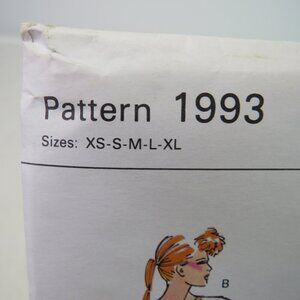 Pattern 1993
Sizes: XS-S-M-L-XL
B